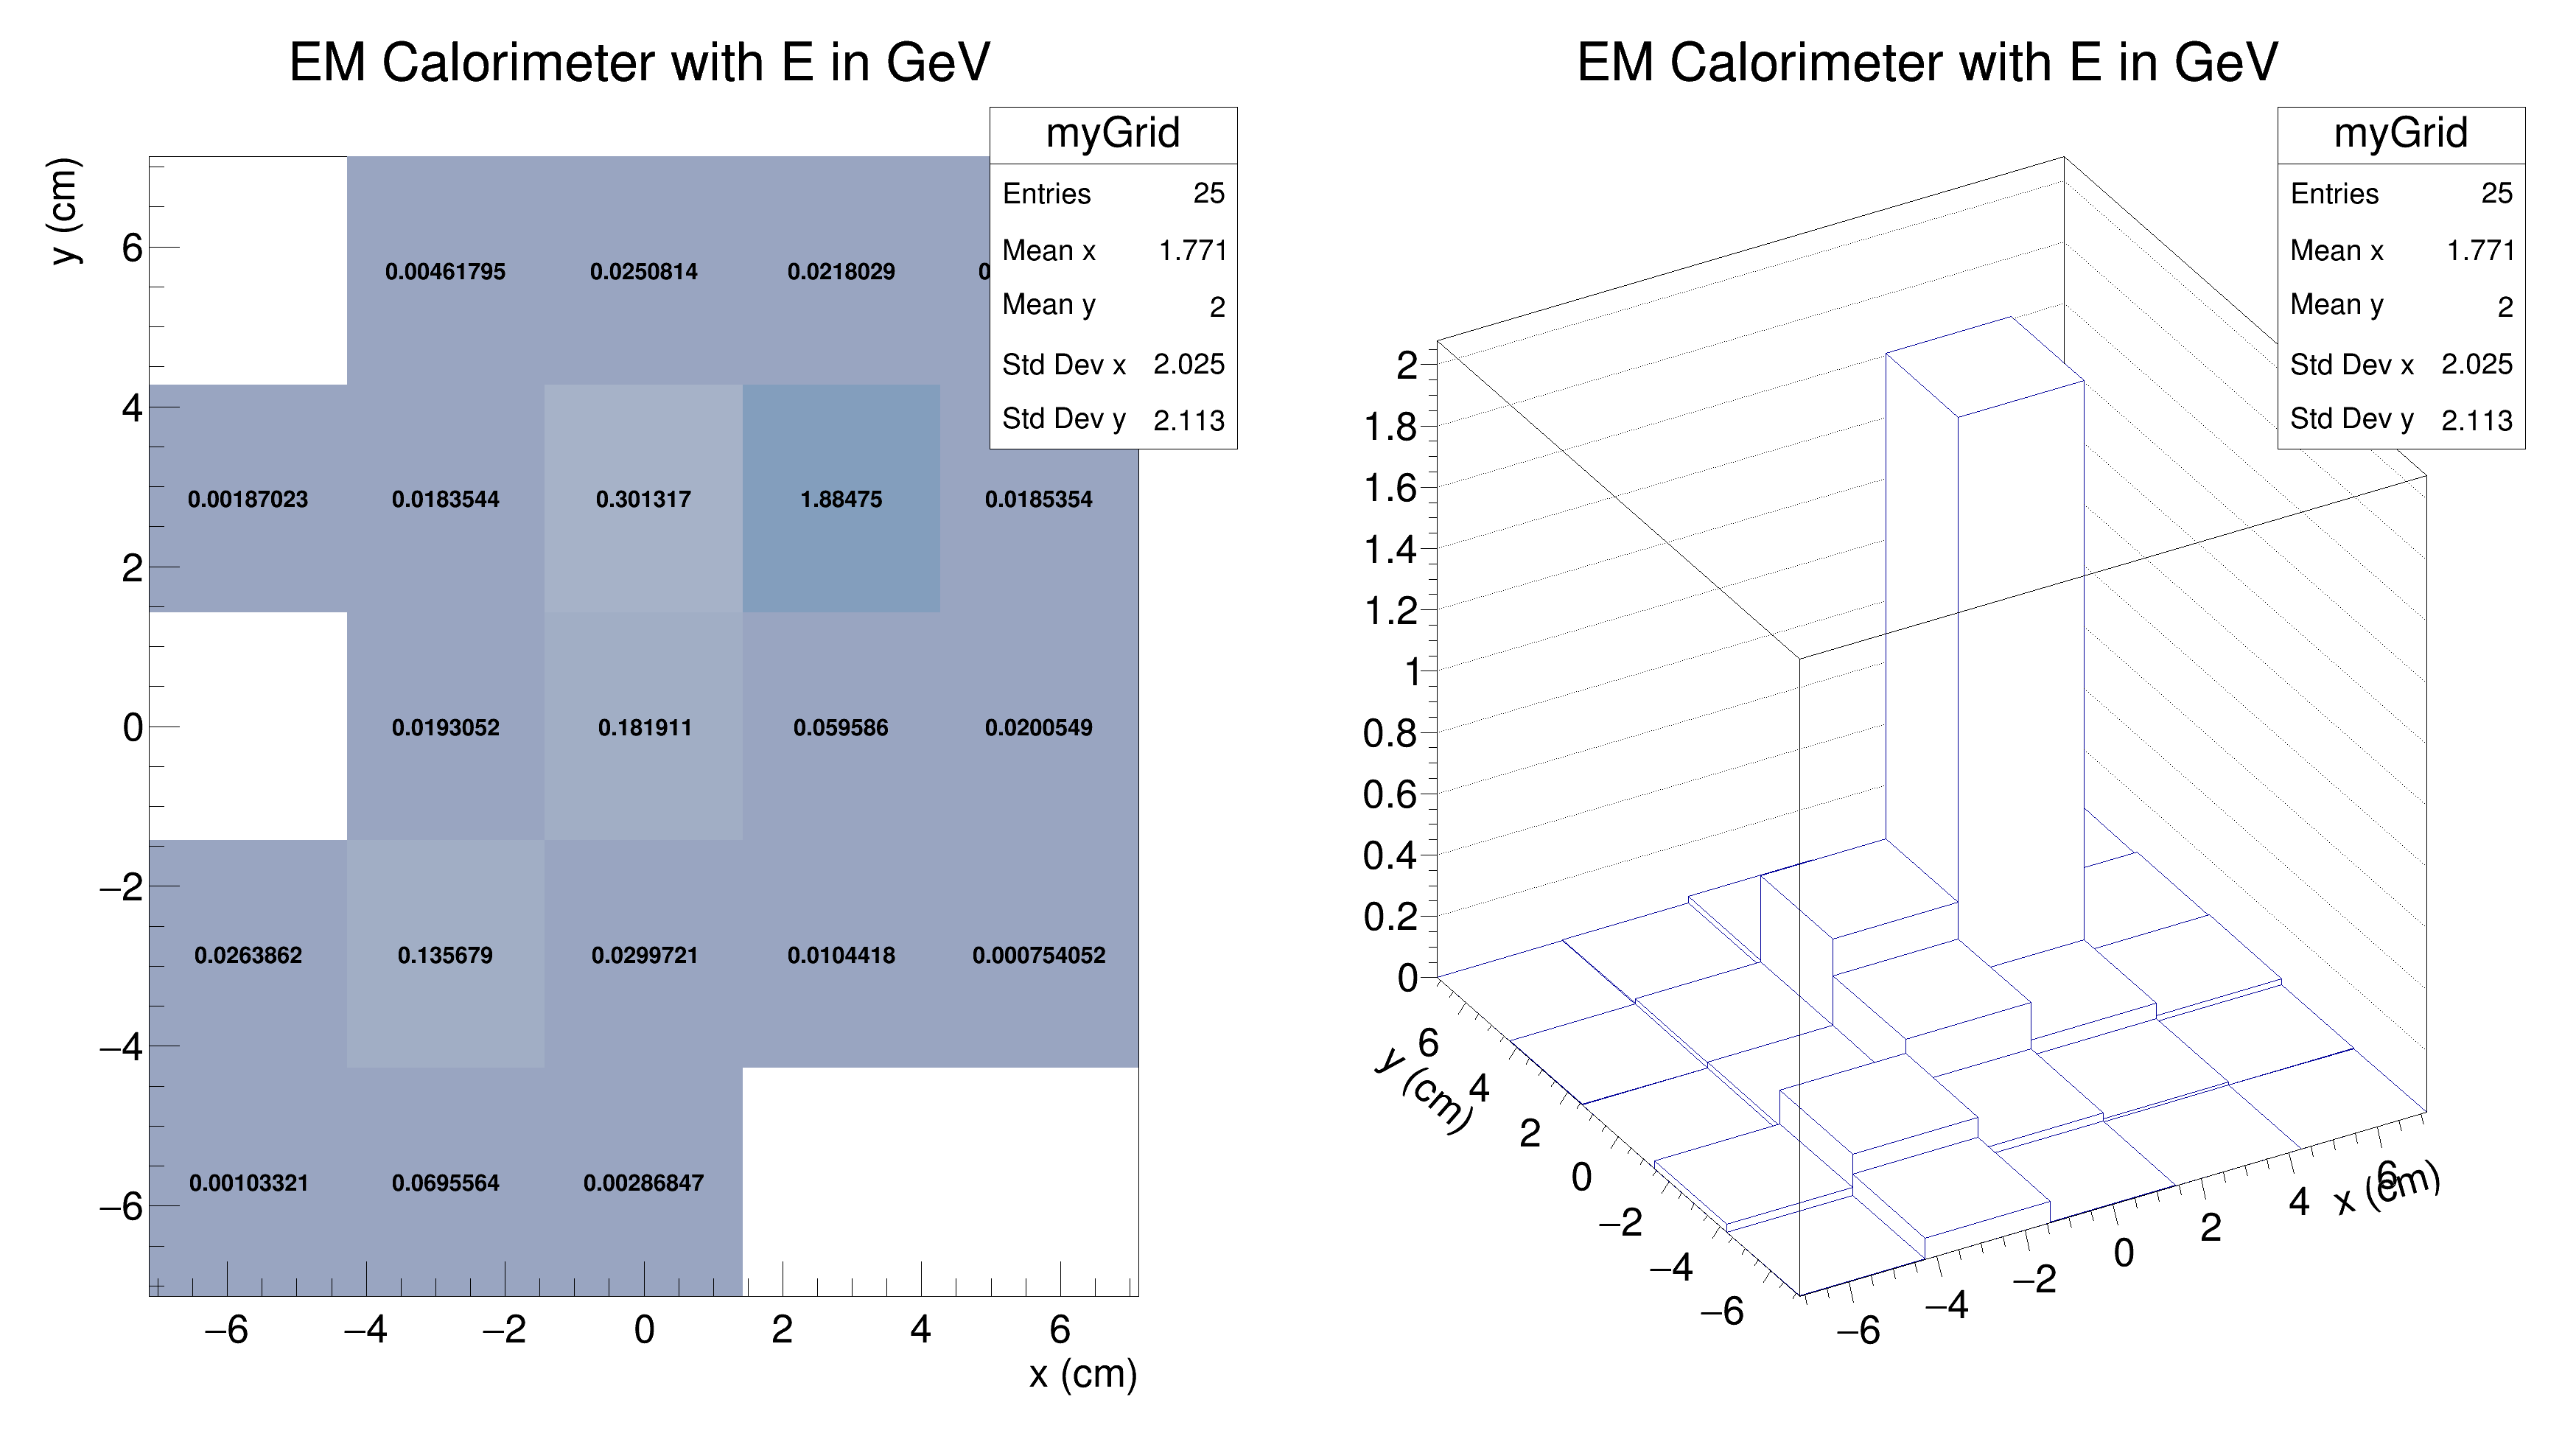 EM Calorimeter with E in GeV
myGrid
Entries 25
Mean x 1.771
Mean y 2
Std Dev x 2.025
Std Dev y 2.113
y (cm)
6
4
2
0
−2
−4
−6
0.00461795 0.0250814 0.0218029
0.00187023 0.0183544 0.301317 1.88475 0.0185354
0.0193052 0.181911 0.059586 0.0200549
0.0263862 0.135679 0.0299721 0.0104418 0.000754052
0.00103321 0.0695564 0.00286847
−6 −4 −2 0 2 4 6
x (cm)
EM Calorimeter with E in GeV
myGrid
Entries 25
Mean x 1.771
Mean y 2
Std Dev x 2.025
Std Dev y 2.113
2
1.8
1.6
1.4
1.2
1
0.8
0.6
0.4
0.2
0
y (cm)
6
4
2
0
−2
−4
−6
−6
−4
−2
0
2
4
6
x (cm)